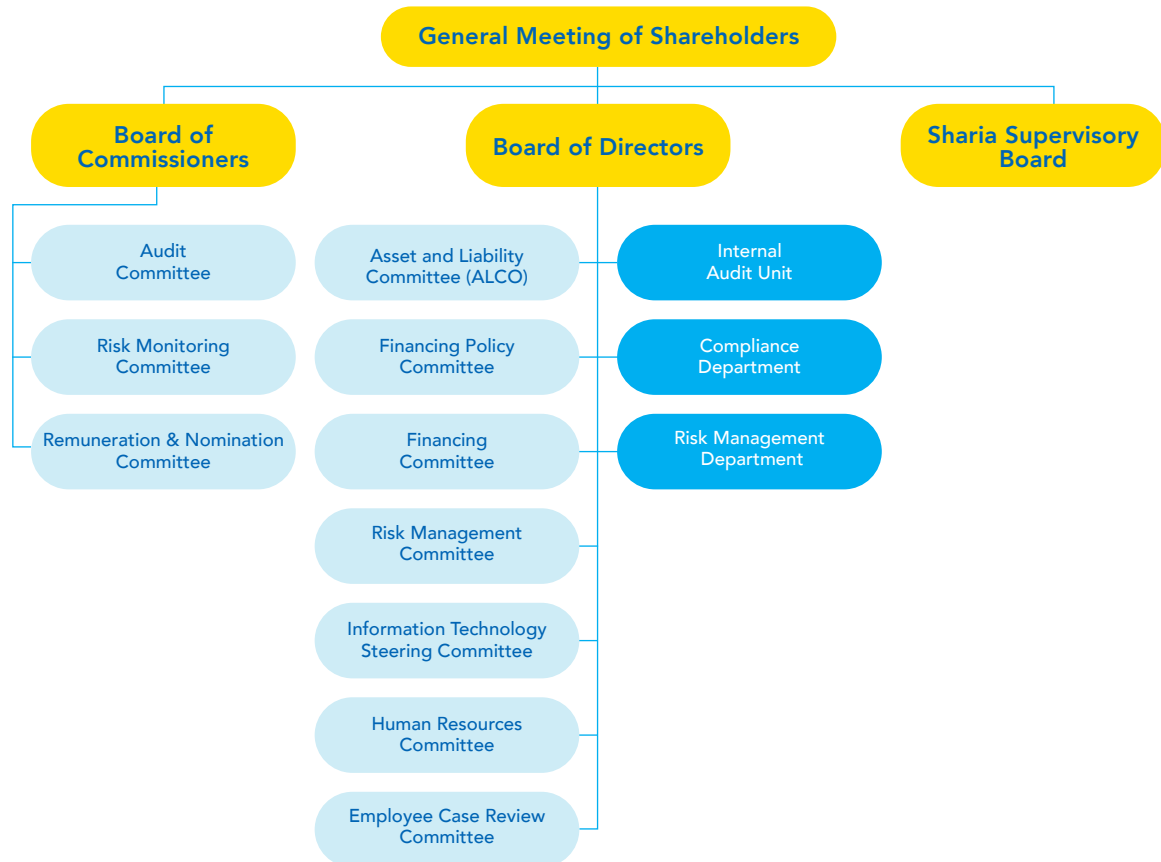 General Meeting of Shareholders
Board of
Commissioners
Board of Directors
Sharia Supervisory
Board
Audit
Committee
Risk Monitoring
Committee
Remuneration & Nomination
Committee
Asset and Liability
Committee (ALCO)
Financing Policy
Committee
Financing
Committee
Risk Management
Committee
Information Technology
Steering Committee
Human Resources
Committee
Employee Case Review
Committee
Internal
Audit Unit
Compliance
Department
Risk Management
Department